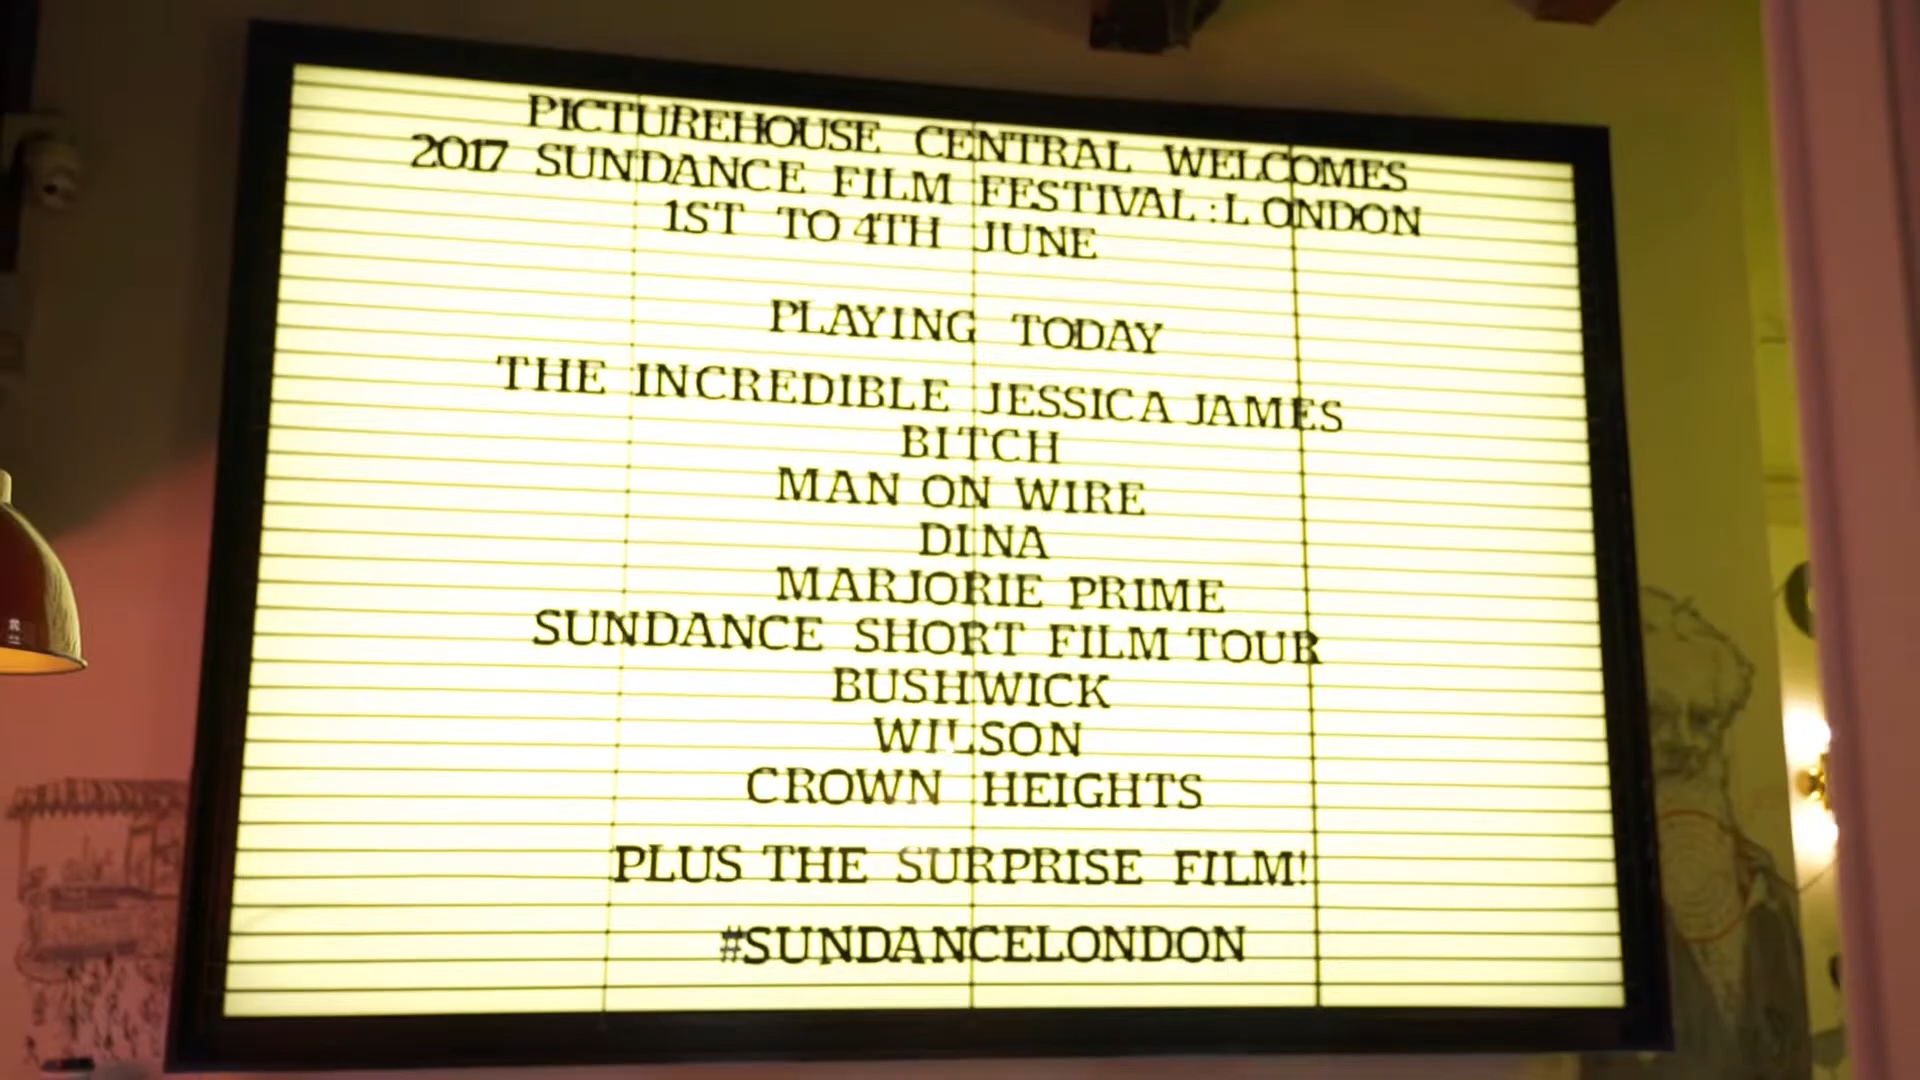 PICTUREHOUSE CENTRAL WELCOMES
2017 SUNDANCE FILM FESTIVAL :LONDON
1ST TO 4TH JUNE
PLAYING TODAY
THE INCREDIBLE JESSICA JAMES
BITCH
MAN ON WIRE
DINA
MARJORIE PRIME
SUNDANCE SHORT FILM TOUR
BUSHWICK
WILSON
CROWN HEIGHTS
PLUS THE SURPRISE FILM!
#SUNDANCELONDON